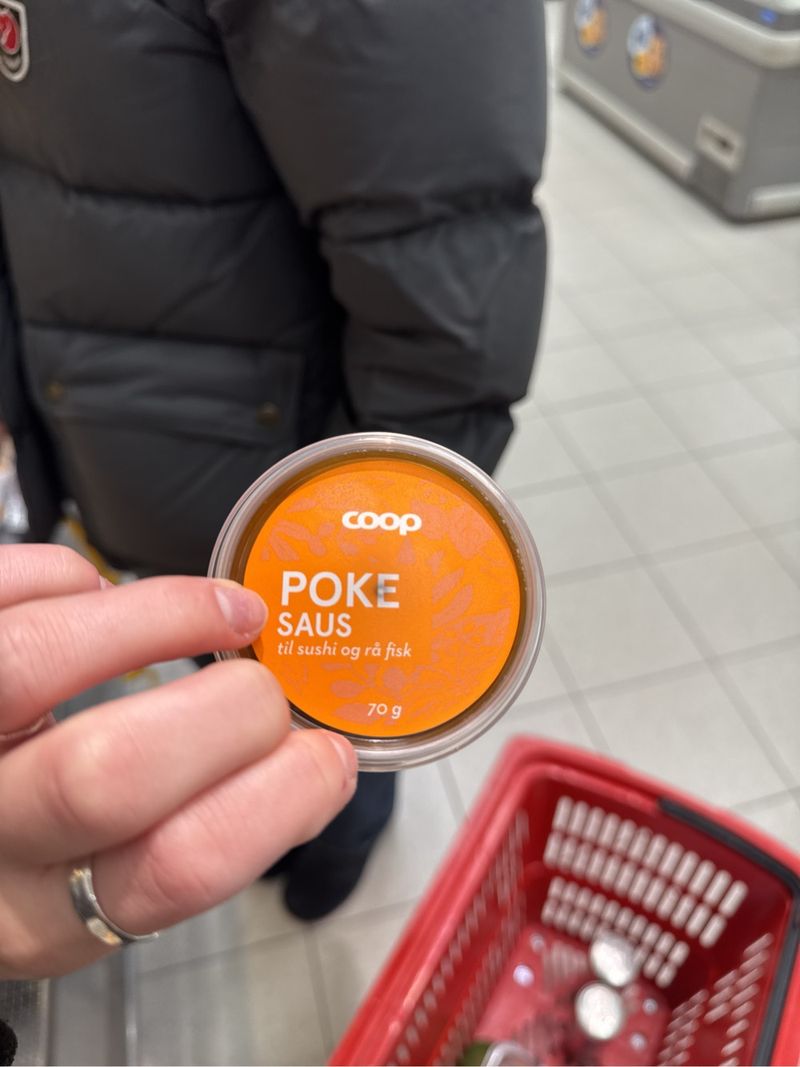 coop
POKE
SAUS
til sushi og rå fisk
70 g